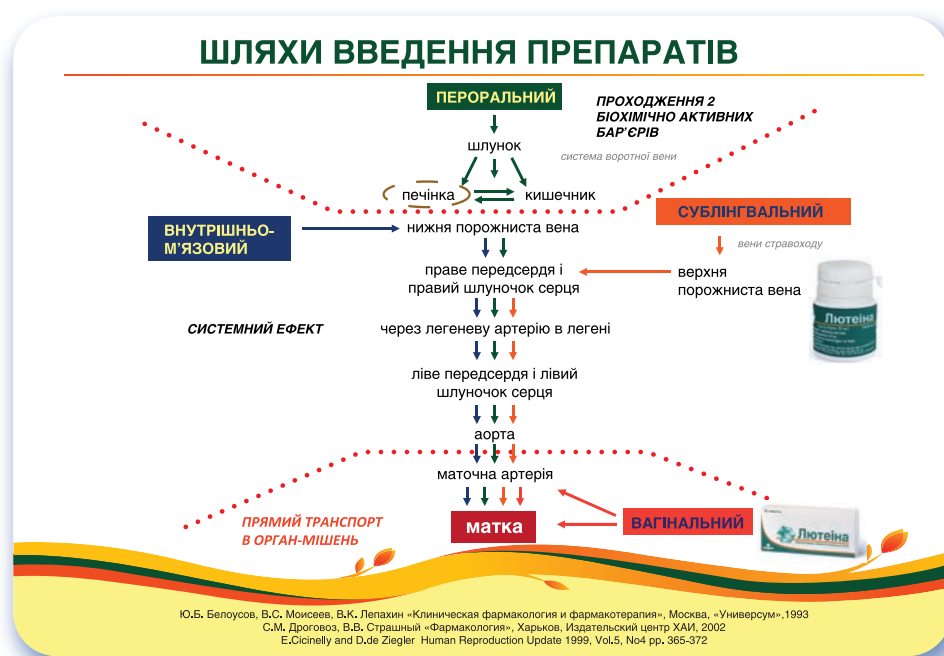 ШЛЯХИ ВВЕДЕННЯ ПРЕПАРАТІВ
ПЕРОРАЛЬНИЙ
ПРОХОДЖЕННЯ 2
БІОХІМІЧНО АКТИВНИХ
БАР’ЄРІВ
шлунок
система воротної вени
печінка
кишечник
СУБЛІНГВАЛЬНИЙ
ВНУТРІШНЬО-
М’ЯЗОВИЙ
нижня порожниста вена
вени стравоходу
праве передсердя і
правий шлуночок серця
верхня
порожниста вена
Лютеіна
СИСТЕМНИЙ ЕФЕКТ
через легеневу артерію в легені
ліве передсердя і лівий
шлуночок серця
аорта
маточна артерія
ПРЯМИЙ ТРАНСПОРТ
В ОРГАН-МІШЕНЬ
матка
ВАГІНАЛЬНИЙ
Лютеіна
Ю.Б. Белоусов, В.С. Моисеев, В.К. Лепахин «Клиническая фармакология и фармакотерапия», Москва, «Универсум»,1993
С.М. Дроговоз, В.В. Страшный «Фармакология», Харьков, Издательский центр ХАИ, 2002
E.Cicinelly and D.de Ziegler Human Reproduction Update 1999, Vol.5, No4 pp. 365-372